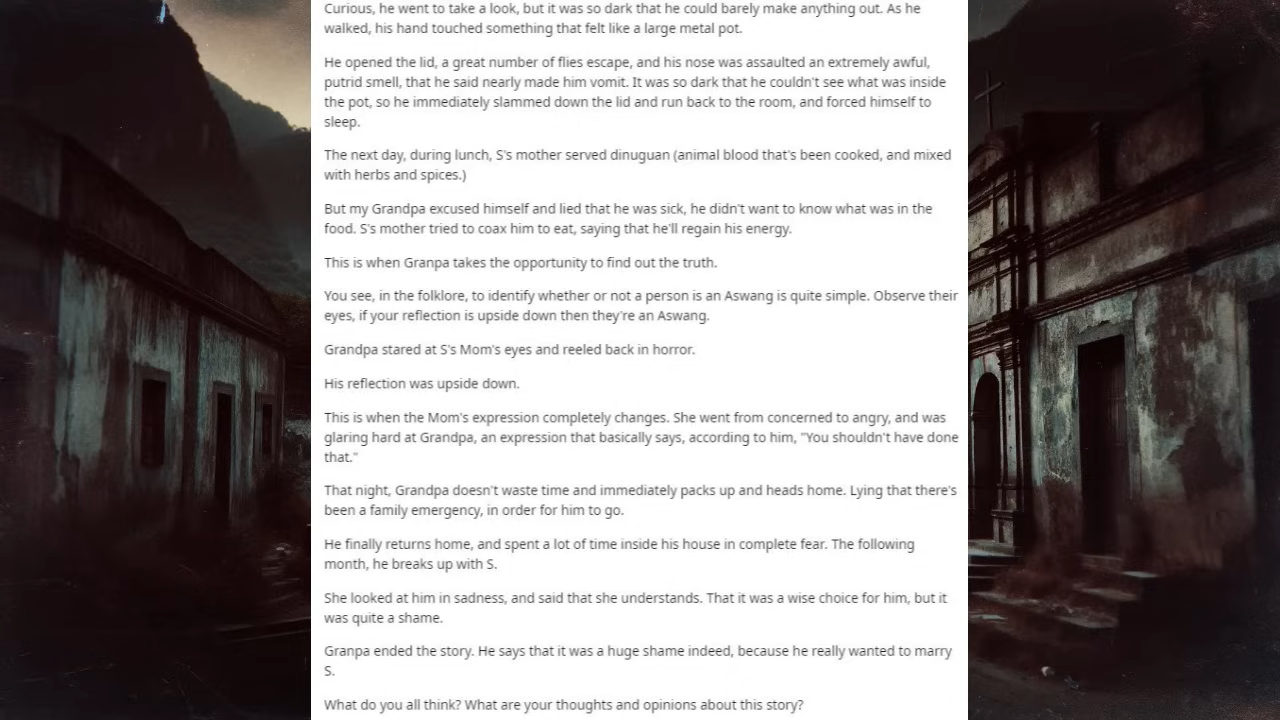 Curious, he went to take a look, but it was so dark that he could barely make anything out. As he
walked, his hand touched something that felt like a large metal pot.
He opened the lid, a great number of flies escape, and his nose was assaulted an extremely awful,
putrid smell, that he said nearly made him vomit. It was so dark that he couldn't see what was inside
the pot, so he immediately slammed down the lid and run back to the room, and forced himself to
sleep.
The next day, during lunch, S's mother served dinuguan (animal blood that's been cooked, and mixed
with herbs and spices.)
But my Grandpa excused himself and lied that he was sick, he didn't want to know what was in the
food. S's mother tried to coax him to eat, saying that he'll regain his energy.
This is when Granpa takes the opportunity to find out the truth.
You see, in the folklore, to identify whether or not a person is an Aswang is quite simple. Observe their
eyes, if your reflection is upside down then they're an Aswang.
Grandpa stared at S's Mom's eyes and reeled back in horror.
His reflection was upside down.
This is when the Mom's expression completely changes. She went from concerned to angry, and was
glaring hard at Grandpa, an expression that basically says, according to him, "You shouldn't have done
that."
That night, Grandpa doesn't waste time and immediately packs up and heads home. Lying that there's
been a family emergency, in order for him to go.
He finally returns home, and spent a lot of time inside his house in complete fear. The following
month, he breaks up with S.
She looked at him in sadness, and said that she understands. That it was a wise choice for him, but it
was quite a shame.
Granpa ended the story. He says that it was a huge shame indeed, because he really wanted to marry
S.
What do you all think? What are your thoughts and opinions about this story?